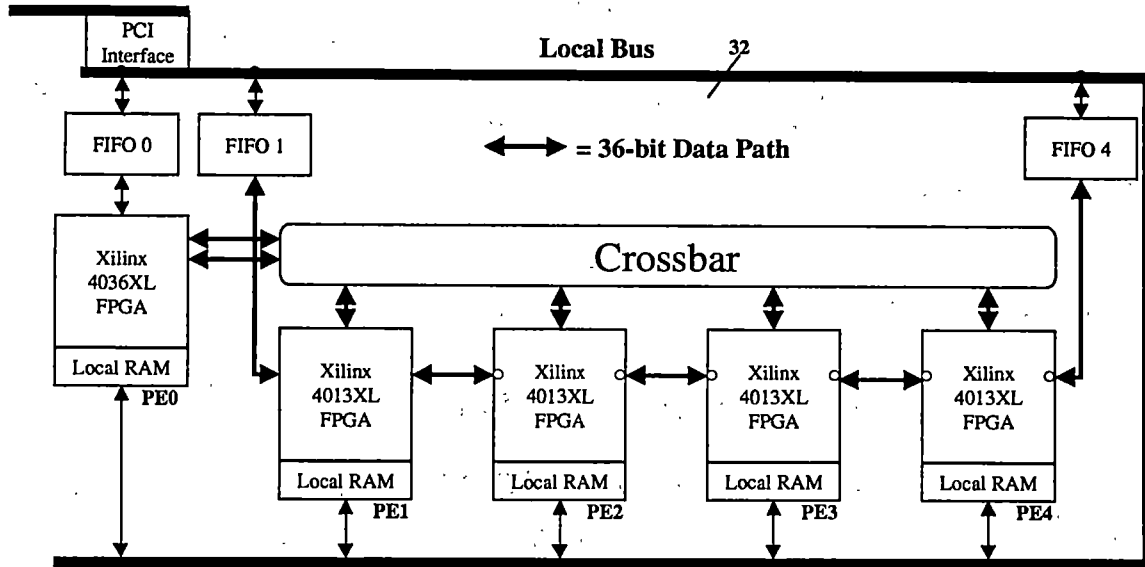 PCI
Interface
Local Bus
32
FIFO 0
FIFO 1
= 36-bit Data Path
FIFO 4
Crossbar
Xilinx
4036XL
FPGA
Local RAM
PE0
Xilinx
4013XL
FPGA
Local RAM
PE1
Xilinx
4013XL
FPGA
Local RAM
PE2
Xilinx
4013XL
FPGA
Local RAM
PE3
Xilinx
4013XL
FPGA
Local RAM
PE4